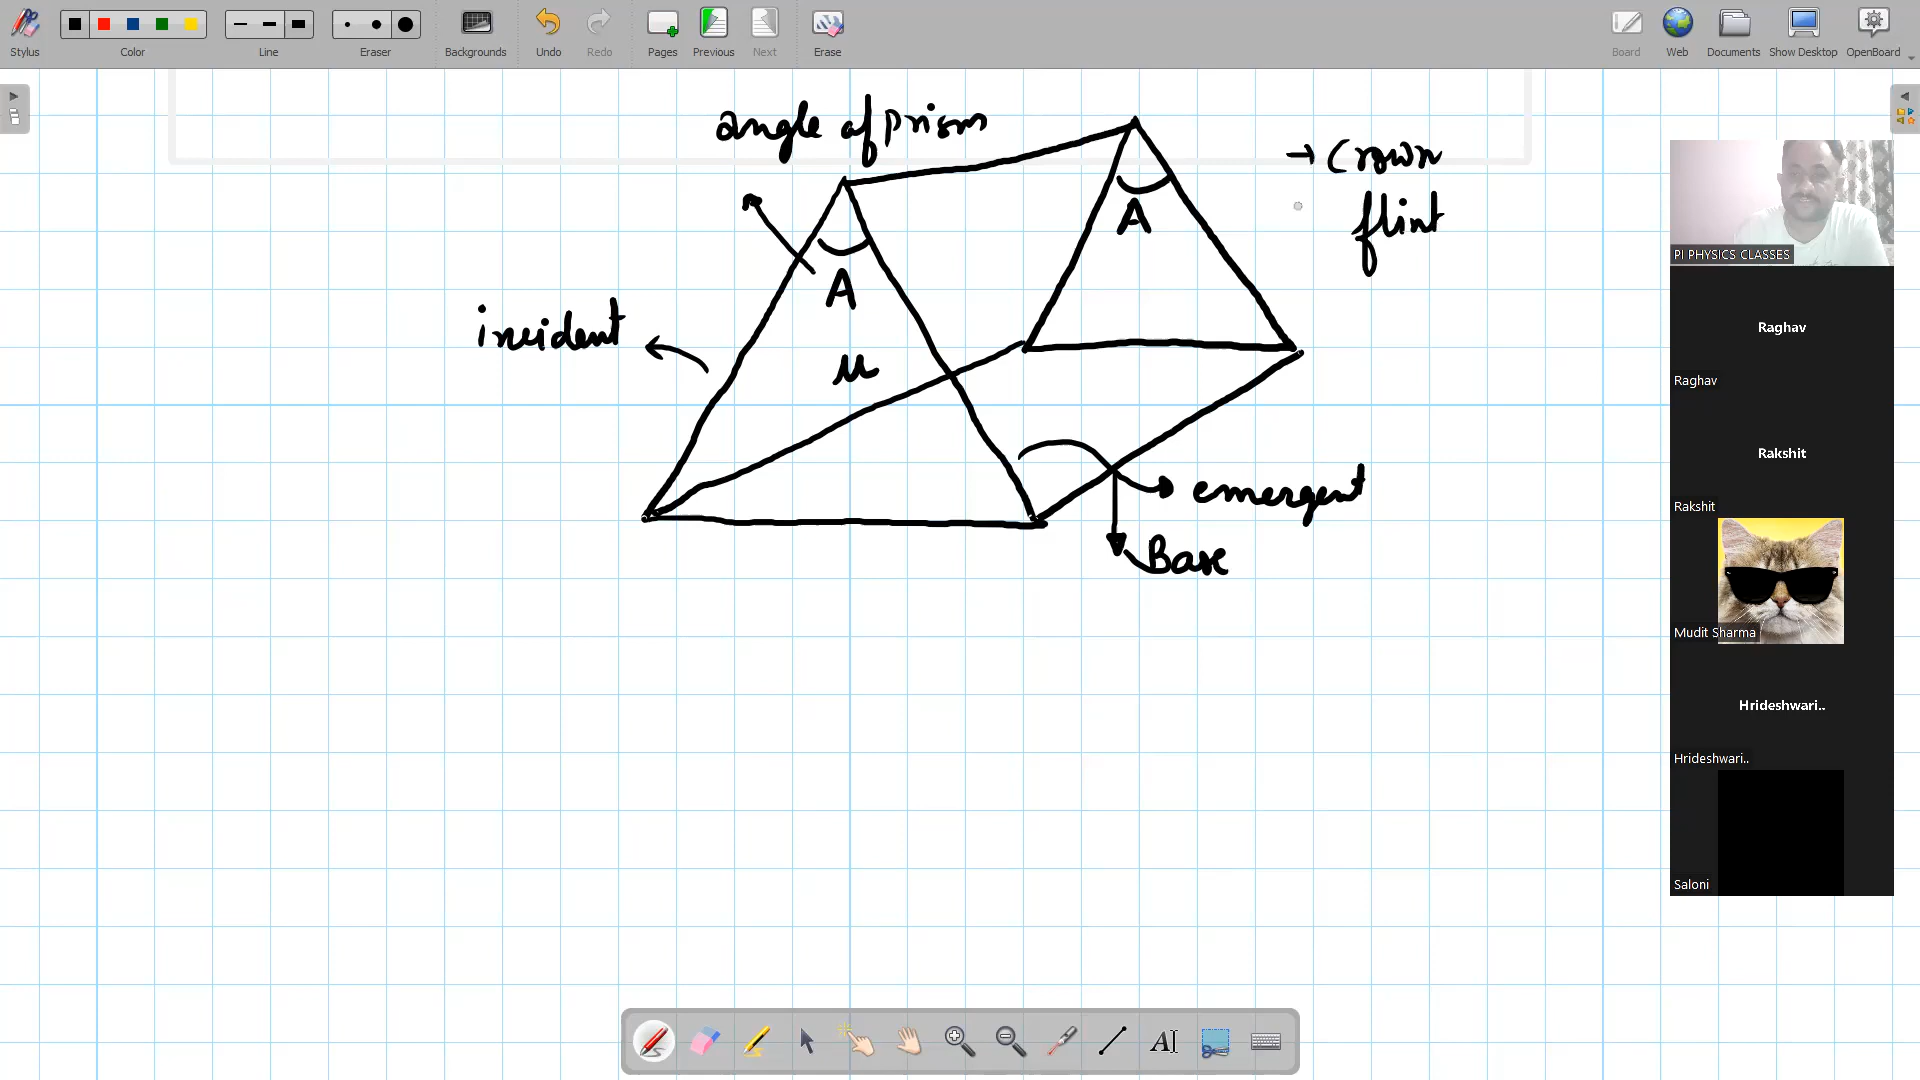 Stylus
Color
Line
Eraser
Backgrounds
Undo
Redo
Pages
Previous
Next
Erase
Board
Web
Documents
Show Desktop
OpenBoard
angle of prism
→ Crown
flint
A
A
incident
μ
emergent
Base
PI PHYSICS CLASSES
Raghav
Raghav
Rakshit
Rakshit
Mudit Sharma
Hrideshwari..
Hrideshwari..
Saloni
AI